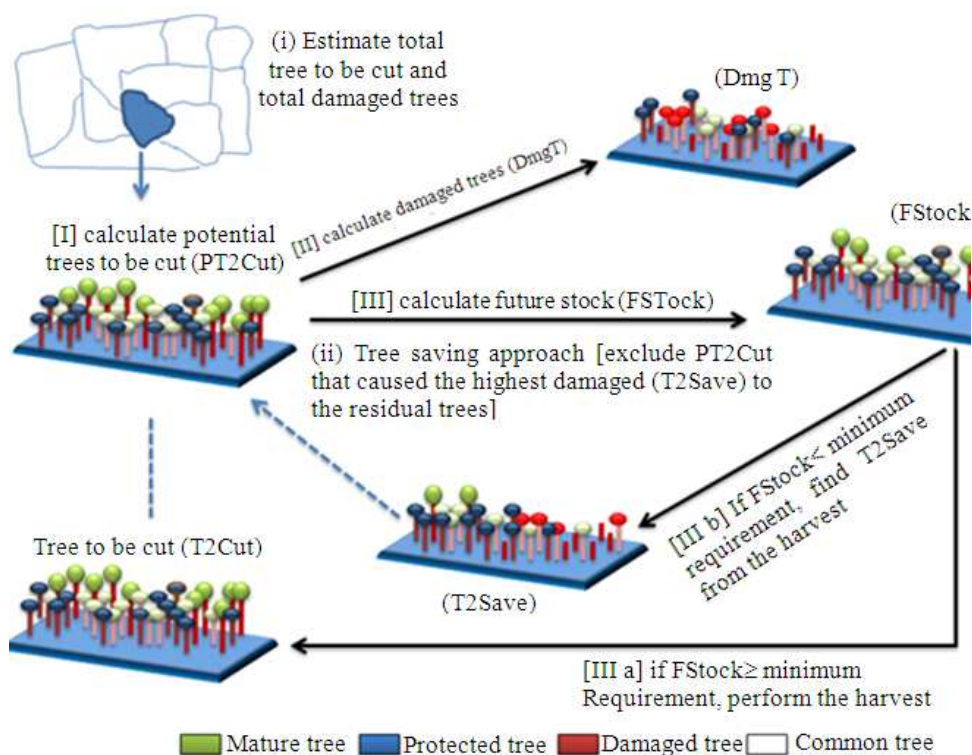 (i) Estimate total
tree to be cut and
total damaged trees
(Dmg T)
[II] calculate damaged trees (DmgT)
(FStock
[I] calculate potential
trees to be cut (PT2Cut)
[III] calculate future stock (FSTock)
(ii) Tree saving approach [exclude PT2Cut
that caused the highest damaged (T2Save) to
the residual trees]
[III b] If FStock< minimum
requirement, find T2Save
from the harvest
Tree to be cut (T2Cut)
(T2Save)
[III a] if FStock≥ minimum
Requirement, perform the harvest
Mature tree
Protected tree
Damaged tree
Common tree